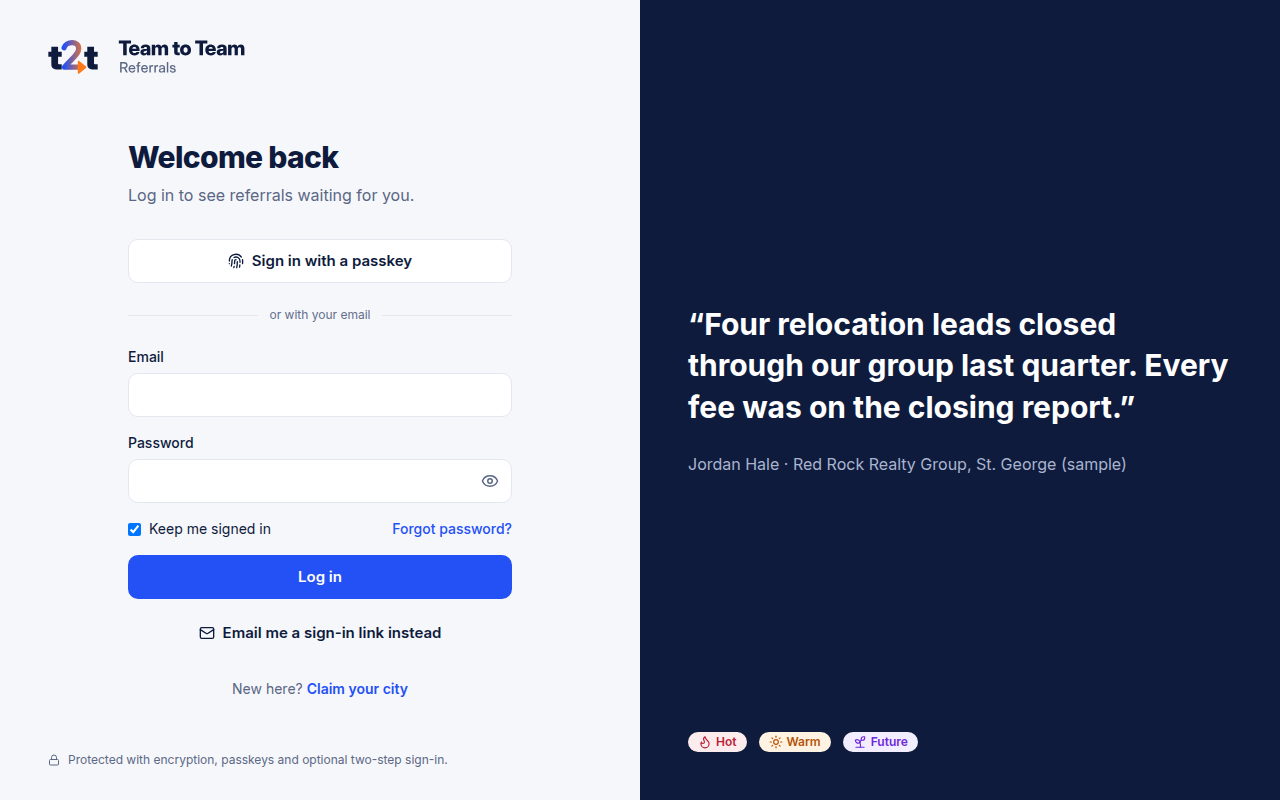 t2t
Team to Team
Referrals
Welcome back
Log in to see referrals waiting for you.
Sign in with a passkey
or with your email
Email
Password
Keep me signed in
Forgot password?
Log in
Email me a sign-in link instead
New here? Claim your city
Protected with encryption, passkeys and optional two-step sign-in.
“Four relocation leads closed
through our group last quarter. Every
fee was on the closing report.”
Jordan Hale · Red Rock Realty Group, St. George (sample)
Hot
Warm
Future